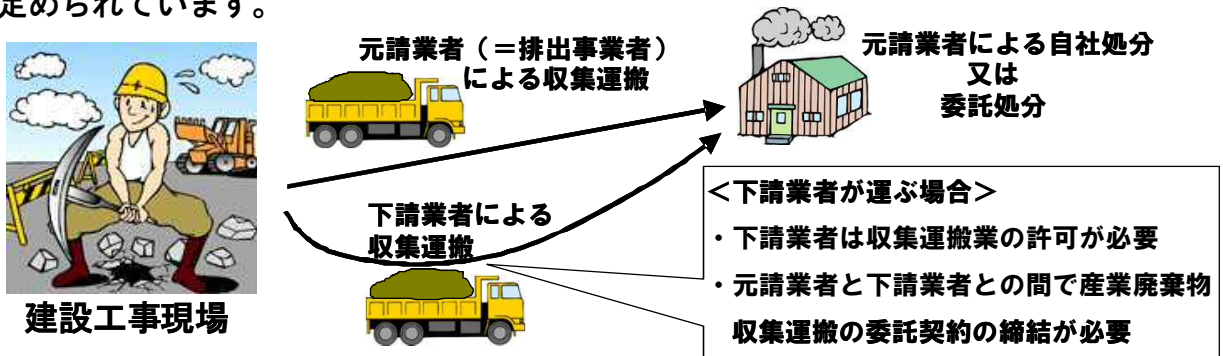 定められています。
元請業者（＝排出事業者）
による収集運搬
元請業者による自社処分
又は
委託処分
下請業者による
収集運搬
建設工事現場
＜下請業者が運ぶ場合＞
・下請業者は収集運搬業の許可が必要
・元請業者と下請業者との間で産業廃棄物
収集運搬の委託契約の締結が必要